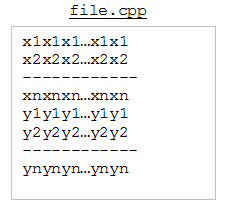 file.cpp
x1x1x1…x1x1
x2x2x2…x2x2
------------
xnxnxn…xnxn
y1y1y1…y1y1
y2y2y2…y2y2
------------
ynynyn…ynyn